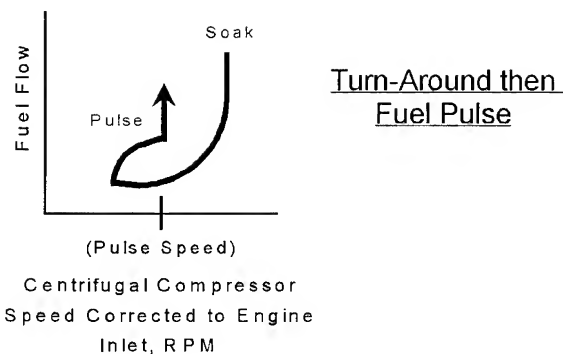 Soak
Fuel Flow
Pulse
(Pulse Speed)
Centrifugal Compressor
Speed Corrected to Engine
Inlet, RPM
Turn-Around then
Fuel Pulse